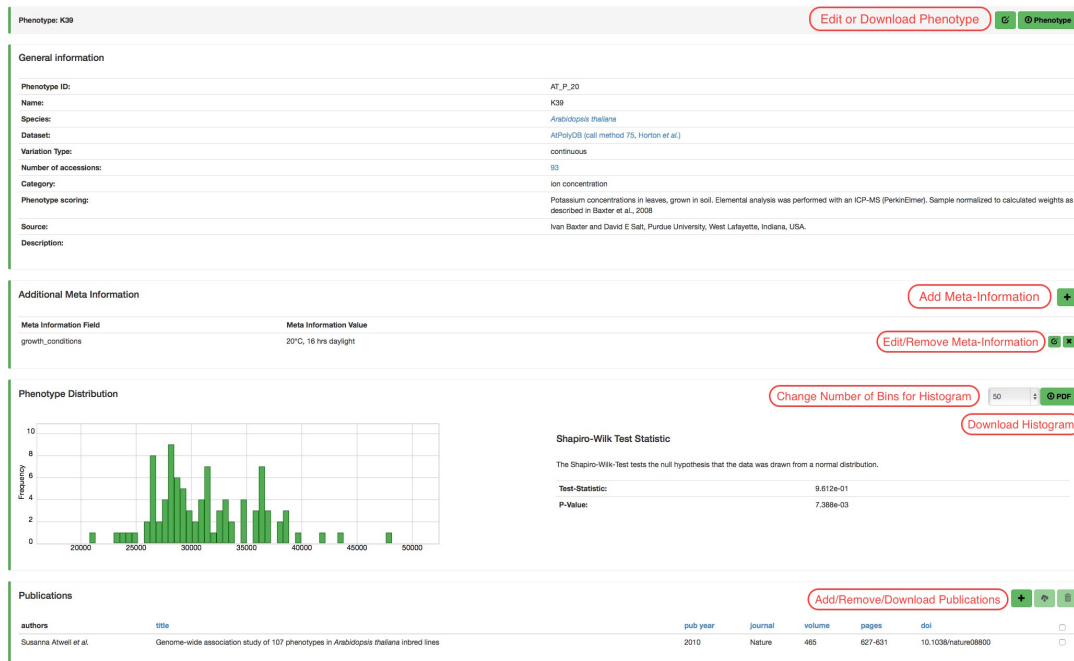 Phenotype: K39
Edit or Download Phenotype
Phenotype
General information
Phenotype ID: AT_P_20
Name: K39
Species: Arabidopsis thaliana
Dataset: AtPolyDB (call method 75, Horton et al.)
Variation Type: continuous
Number of accessions: 93
Category: ion concentration
Phenotype scoring: Potassium concentrations in leaves, grown in soil. Elemental analysis was performed with an ICP-MS (PerkinElmer). Sample normalized to calculated weights as
described in Baxter et al., 2008
Source: Ivan Baxter and David E Salt, Purdue University, West Lafayette, Indiana, USA.
Description:
Additional Meta Information
Add Meta-Information
Meta Information Field Meta Information Value
growth_conditions 20°C, 16 hrs daylight
Edit/Remove Meta-Information
Phenotype Distribution
Change Number of Bins for Histogram
50
PDF
Download Histogram
10
8
6
4
2
0
Frequency
20000 25000 30000 35000 40000 45000 50000
Shapiro-Wilk Test Statistic
The Shapiro-Wilk-Test tests the null hypothesis that the data was drawn from a normal distribution.
Test-Statistic: 9.612e-01
P-Value: 7.388e-03
Publications
Add/Remove/Download Publications
authors title pub year journal volume pages doi
Susanna Atwell et al. Genome-wide association study of 107 phenotypes in Arabidopsis thaliana inbred lines 2010 Nature 465 627-631 10.1038/nature08800